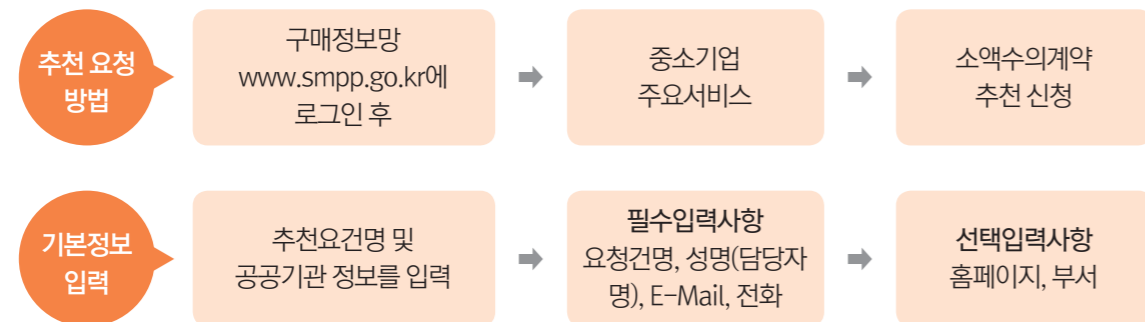 추천 요청
방법
구매정보망
www.smpp.go.kr에
로그인 후
중소기업
주요서비스
소액수의계약
추천 신청
기본정보
입력
추천요건명 및
공공기관 정보를 입력
필수입력사항
요청건명, 성명(담당자
명), E-Mail, 전화
선택입력사항
홈페이지, 부서